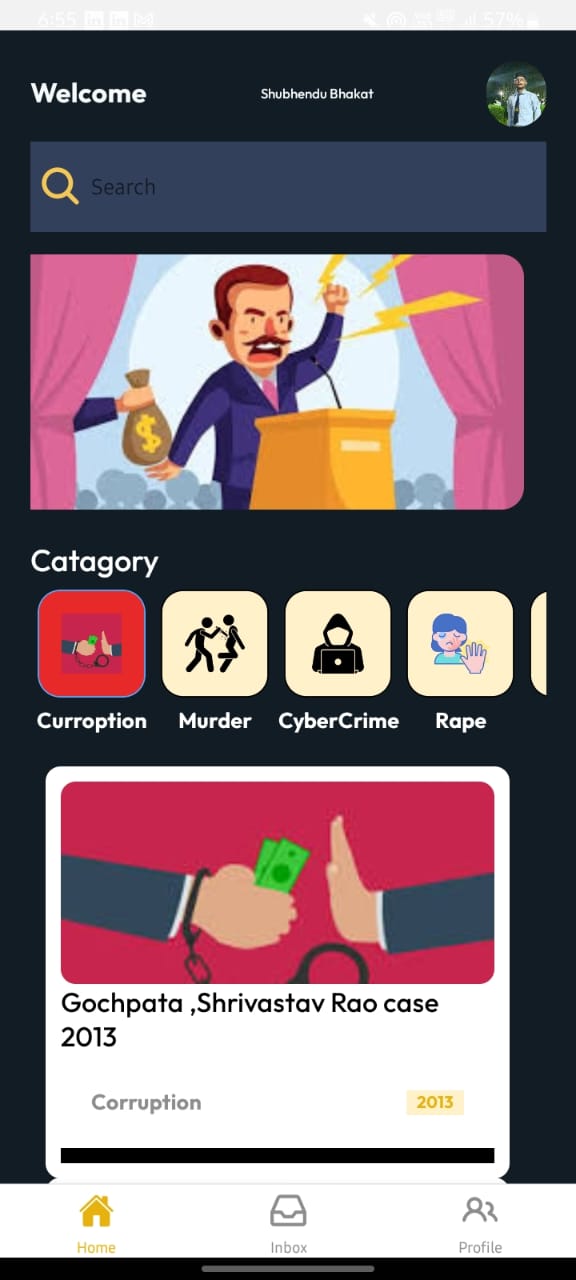 6:55
57%
Welcome
Shubhendu Bhakat
Search
Catagory
Curroption
Murder
CyberCrime
Rape
Gochpata ,Shrivastav Rao case
2013
Corruption
2013
Home
Inbox
Profile